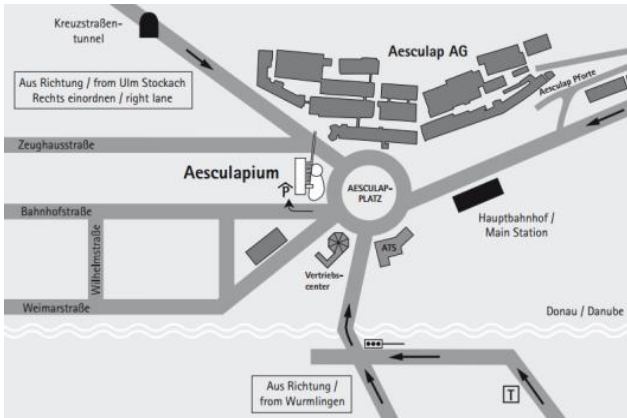 Kreuzstraßen-
tunnel
Aesculap AG
Aus Richtung / from Ulm Stockach
Rechts einordnen / right lane
Aesculap Pforte
Zeughausstraße
Aesculapium
P
AESCULAP-
PLATZ
Bahnhofstraße
Hauptbahnhof /
Main Station
Wilhelmstraße
ATS
Vertriebs-
center
Weimarstraße
Donau / Danube
Aus Richtung /
from Wurmlingen
T